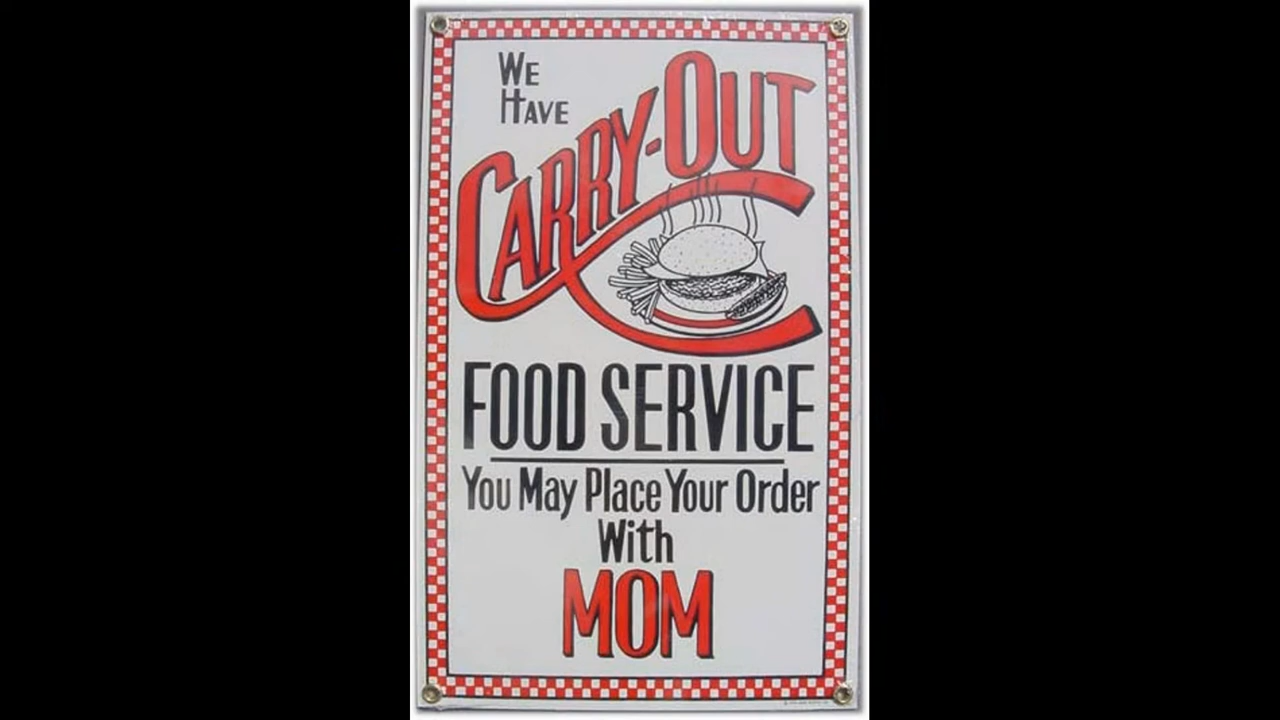 We
Have
Carry-Out
FOOD SERVICE
You May Place Your Order
With
MOM